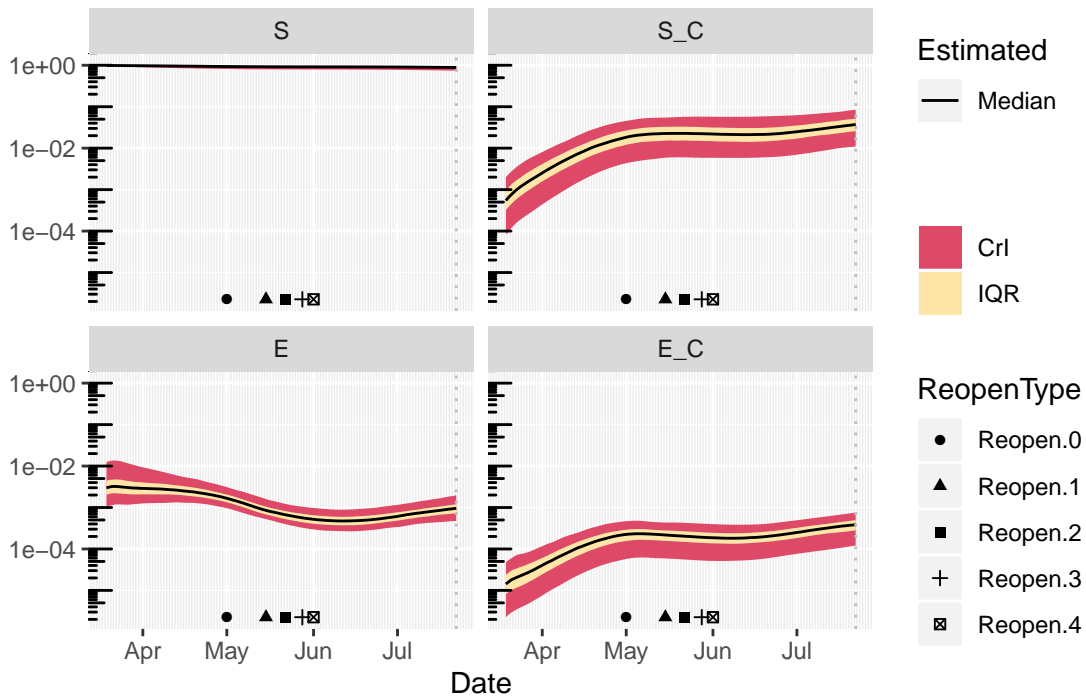 S
S_C
1e+00
1e−02
1e−04
E
E_C
1e+00
1e−02
1e−04
Apr
May
Jun
Jul
Apr
May
Jun
Jul
Date
Estimated
Median
CrI
IQR
ReopenType
Reopen.0
Reopen.1
Reopen.2
Reopen.3
Reopen.4